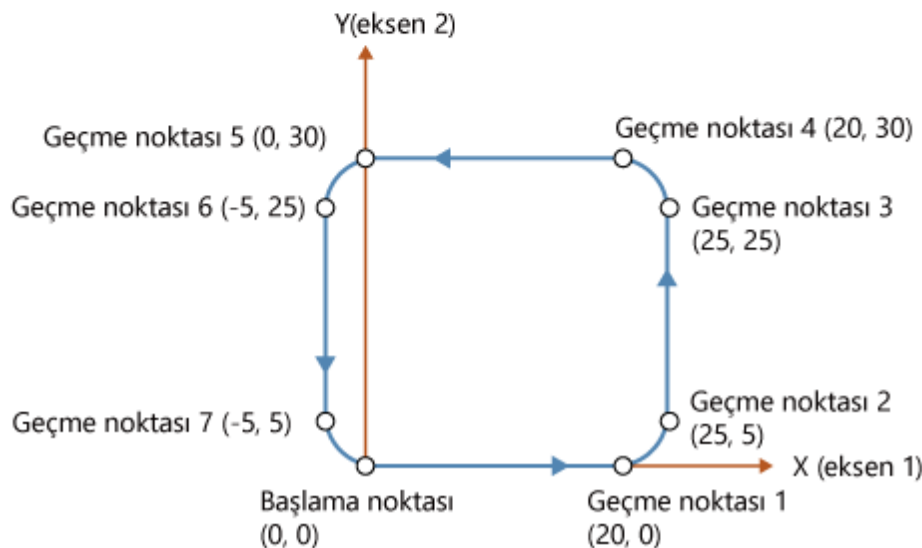 Y(eksen 2)
Geçme noktası 5 (0, 30)
Geçme noktası 4 (20, 30)
Geçme noktası 6 (-5, 25)
Geçme noktası 3
(25, 25)
Geçme noktası 7 (-5, 5)
Geçme noktası 2
(25, 5)
X (eksen 1)
Başlama noktası
(0, 0)
Geçme noktası 1
(20, 0)